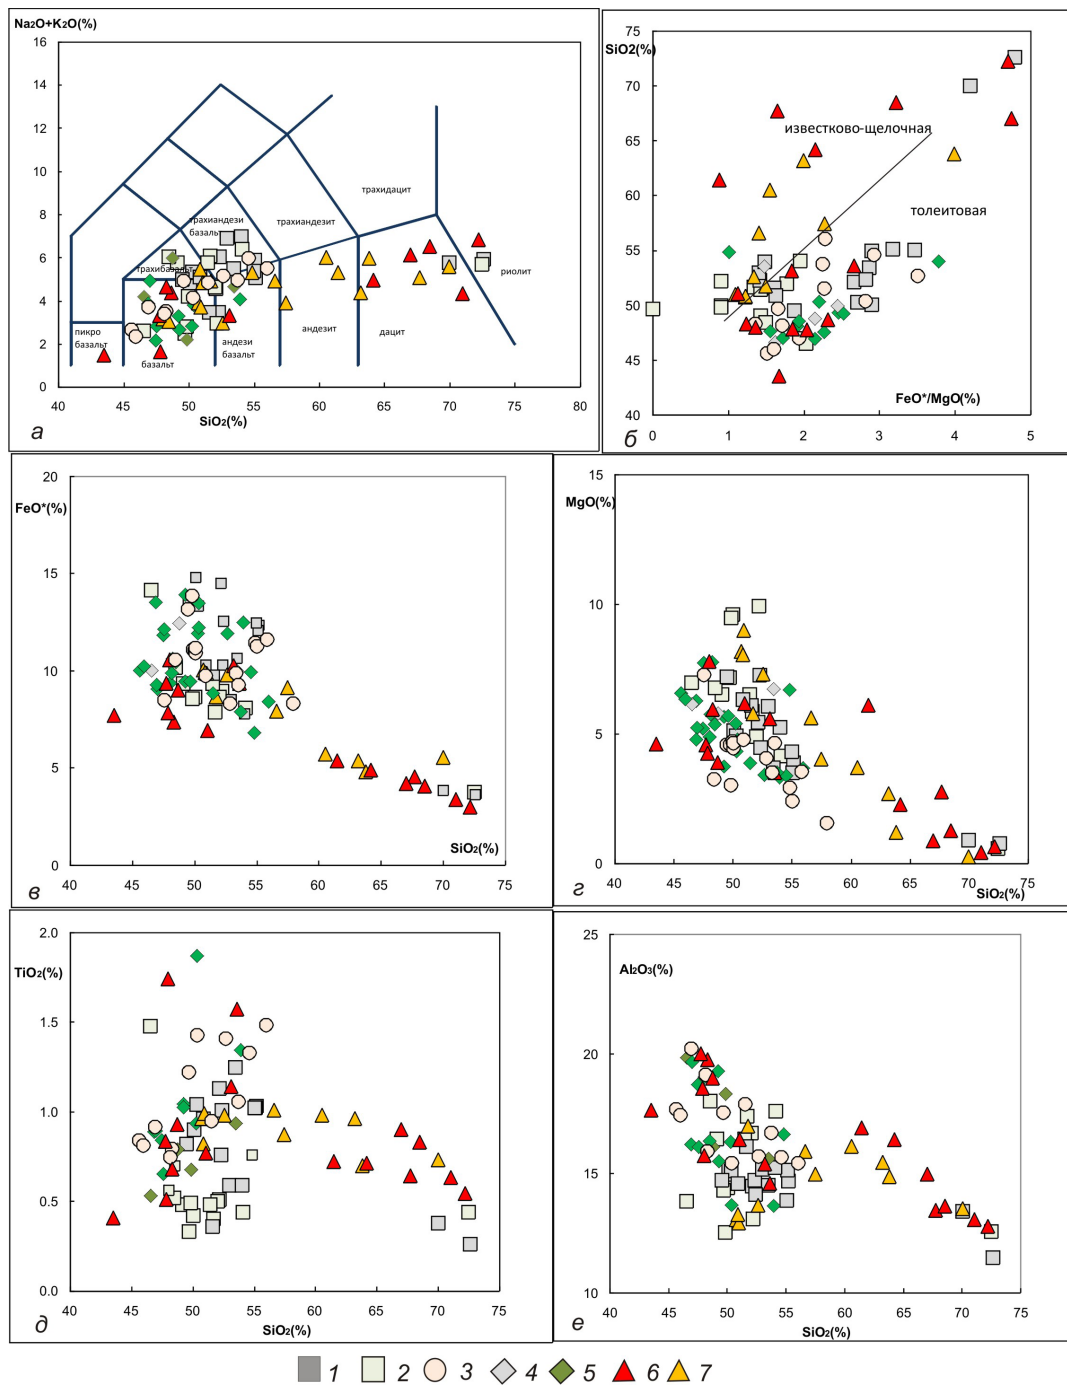 Na2O+K2O(%)
16
14
12
10
8
6
4
2
0
40 45 50 55 60 65 70 75 80
SiO2(%)
трахидацит
трахиандези
базальт
трахиандезит
трахибазальт
риолит
пикро
базальт
базальт
андези
базальт
андезит
дацит
а
SiO2(%)
75
70
65
60
55
50
45
40
0 1 2 3 4 5
FeO*/MgO(%)
известково-щелочная
толеитовая
б
20
FeO*(%)
15
10
5
0
SiO2(%)
40 45 50 55 60 65 70 75
в
15
MgO(%)
10
5
0
40 45 50 55 60 65 70 75
SiO2(%)
г
2.0
TiO2(%)
1.5
1.0
0.5
0.0
40 45 50 55 60 65 70 75
SiO2(%)
д
25
Al2O3(%)
20
15
10
40 45 50 55 60 65 70 75
SiO2(%)
е
1 2 3 4 5 6 7